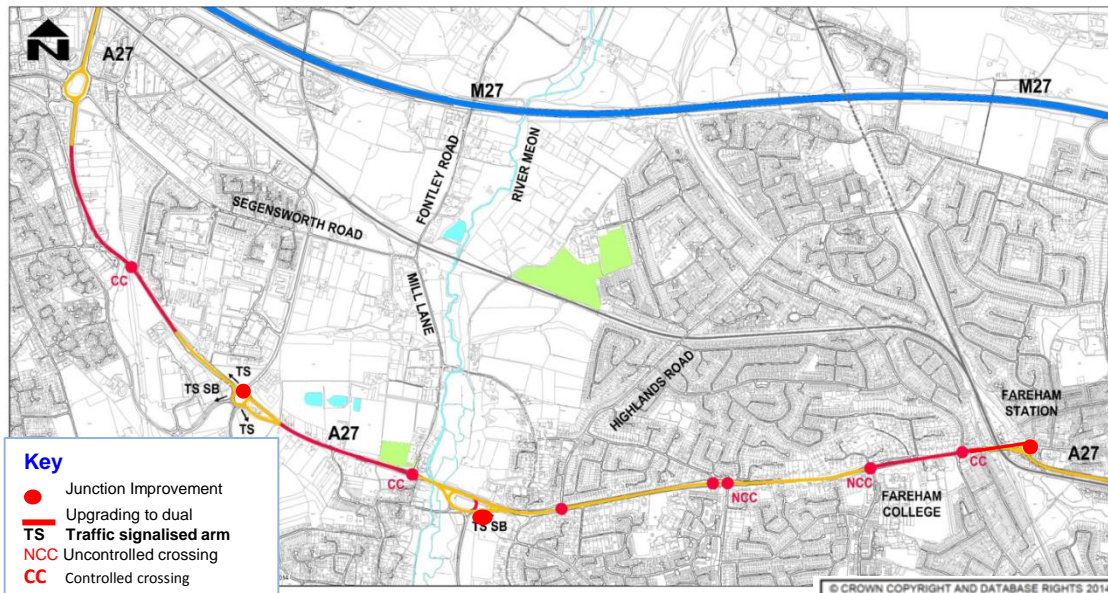 N
A27
M27
M27
FONTLEY ROAD
RIVER MEON
SEGENSWORTH ROAD
CC
MILL LANE
TS
TS SB
TS
HIGHLANDS ROAD
FAREHAM
STATION
A27
A27
CC
CC
NCC
NCC
FAREHAM
COLLEGE
TS SB
Key
Junction Improvement
Upgrading to dual
TS Traffic signalised arm
NCC Uncontrolled crossing
CC Controlled crossing
© CROWN COPYRIGHT AND DATABASE RIGHTS 2014